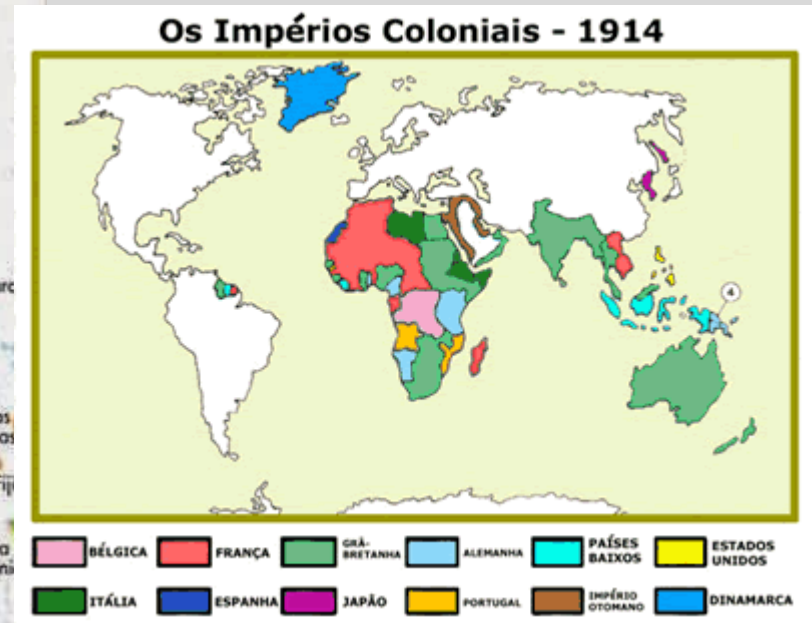 Os Impérios Coloniais - 1914
4
BÉLGICA
FRANÇA
GRÃ-
BRETANHA
ALEMANHA
PAÍSES
BAIXOS
ESTADOS
UNIDOS
ITÁLIA
ESPANHA
JAPÃO
PORTUGAL
IMPÉRIO
OTOMANO
DINAMARCA